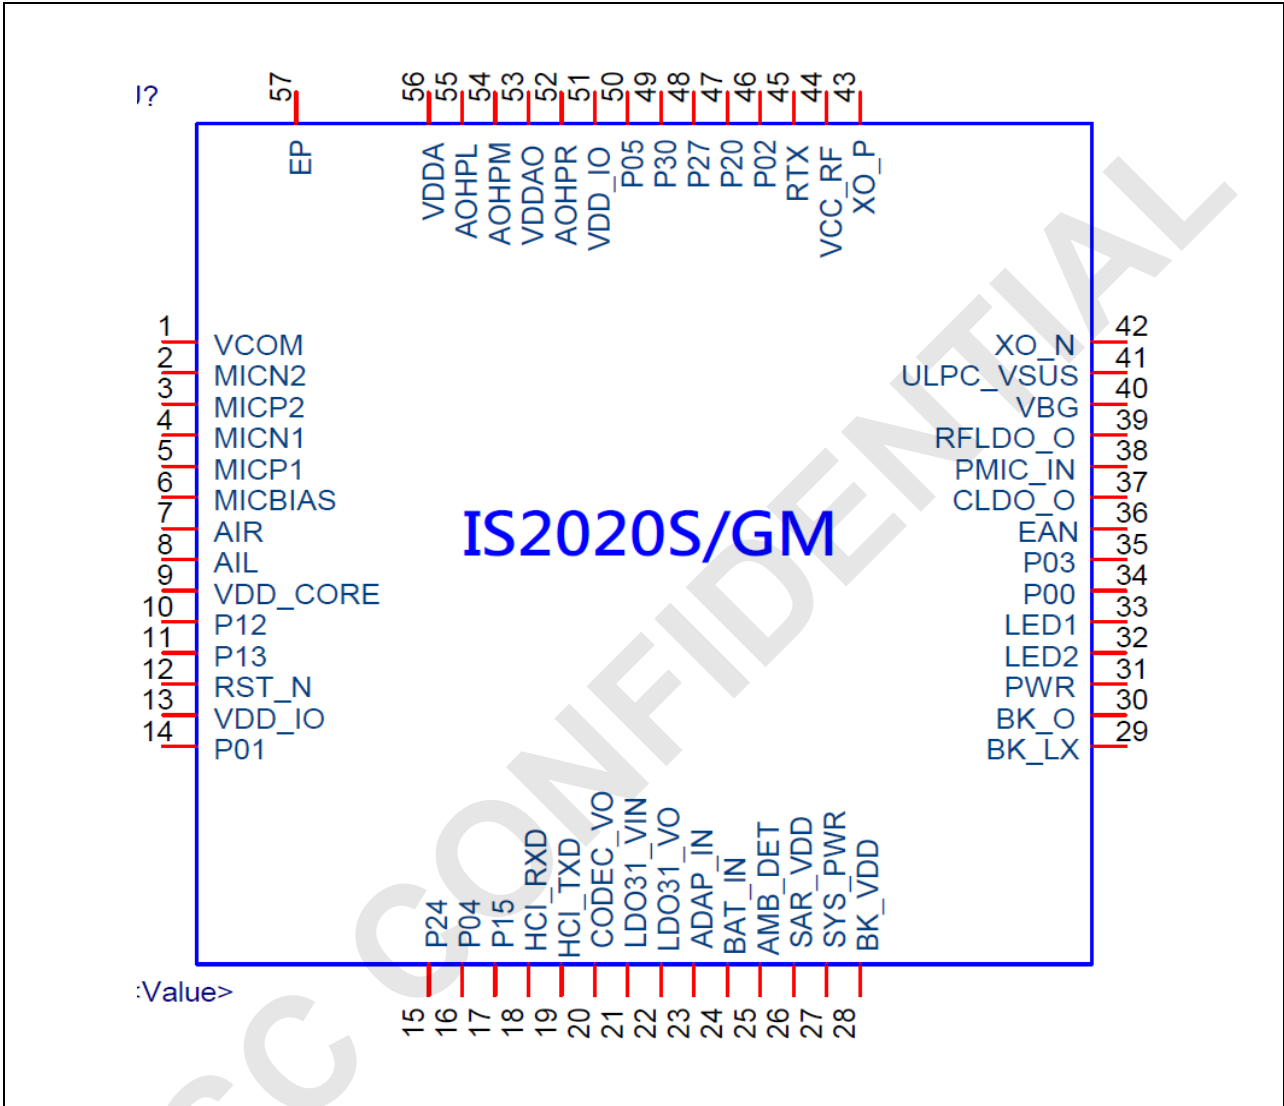 J?
57
56
55
54
53
52
51
50
49
48
47
46
45
44
43
EP
VDDA
AOHPL
AOHPM
VDDAO
AOHPR
VDD_IO
P05
P30
P27
P20
P02
RTX
VCC_RF
XO_P
1
VCOM
2
MICN2
3
MICP2
4
MICN1
5
MICP1
6
MICBIAS
7
AIR
8
AIL
9
VDD_CORE
10
P12
11
P13
12
RST_N
13
VDD_IO
14
P01
IS2020S/GM
42
XO_N
41
ULPC_VSUS
40
VBG
39
RFLDO_O
38
PMIC_IN
37
CLDO_O
36
EAN
35
P03
34
P00
33
LED1
32
LED2
31
PWR
30
BK_O
29
BK_LX
P24
P04
P15
HCI_RXD
HCI_TXD
CODEC_VO
LDO31_VIN
LDO31_VO
ADAP_IN
BAT_IN
AMB_DET
SAR_VDD
SYS_PWR
BK_VDD
15
16
17
18
19
20
21
22
23
24
25
26
27
28
<Value>
SC CONFIDENTIAL